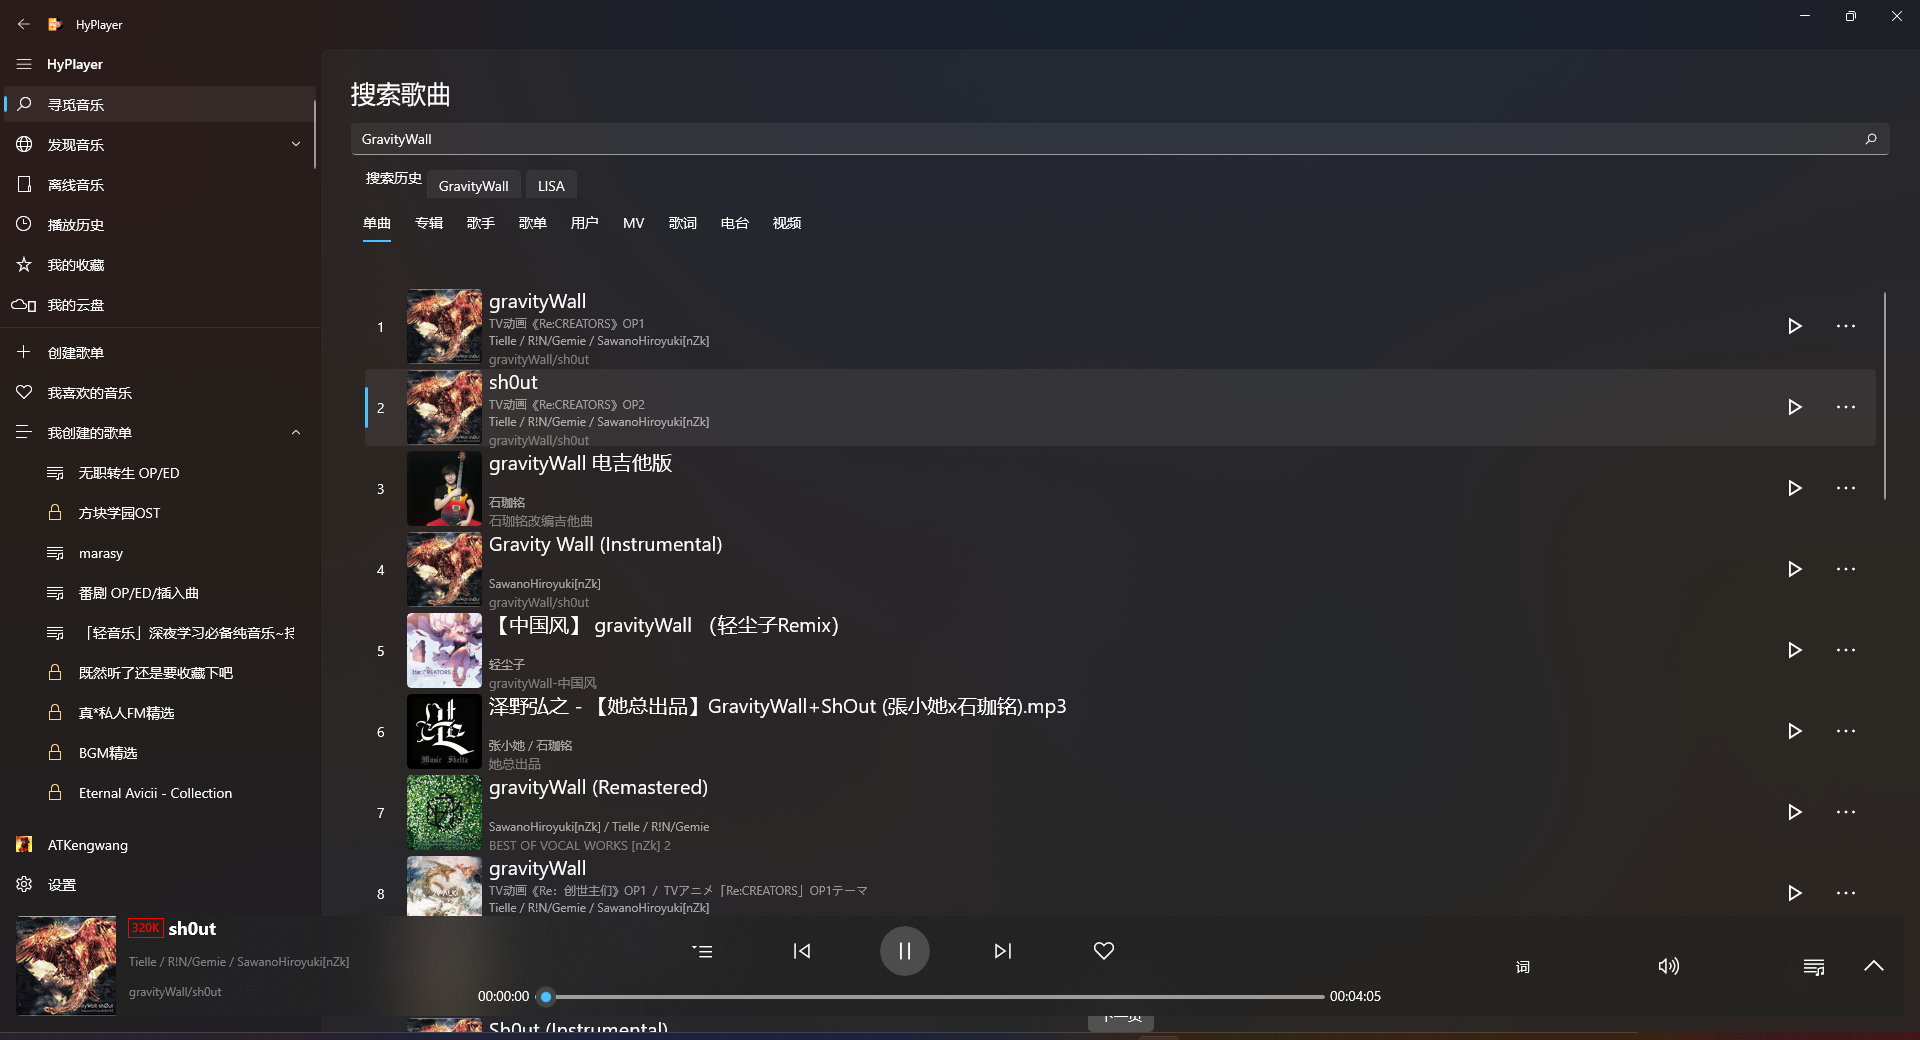 HyPlayer
HyPlayer
寻觅音乐
发现音乐
离线音乐
播放历史
我的收藏
我的云盘
创建歌单
我喜欢的音乐
我创建的歌单
无职转生 OP/ED
方块学园OST
marasy
番剧 OP/ED/插入曲
「轻音乐」深夜学习必备纯音乐~持
既然听了还是要收藏下吧
真*私人FM精选
BGM精选
Eternal Avicii - Collection
ATKengwang
设置
搜索歌曲
GravityWall
搜索历史 GravityWall LISA
单曲 专辑 歌手 歌单 用户 MV 歌词 电台 视频
1
gravityWall
TV动画《Re:CREATORS》OP1
Tielle / R!N/Gemie / SawanoHiroyuki[nZk]
gravityWall/sh0ut
2
sh0ut
TV动画《Re:CREATORS》OP2
Tielle / R!N/Gemie / SawanoHiroyuki[nZk]
gravityWall/sh0ut
3
gravityWall 电吉他版
石珈铭
石珈铭改编吉他曲
4
Gravity Wall (Instrumental)
SawanoHiroyuki[nZk]
gravityWall/sh0ut
5
【中国风】 gravityWall （轻尘子Remix）
轻尘子
gravityWall-中国风
6
泽野弘之 - 【她总出品】GravityWall+ShOut (張小她x石珈铭).mp3
张小她 / 石珈铭
她总出品
Music Shelta
7
gravityWall (Remastered)
SawanoHiroyuki[nZk] / Tielle / R!N/Gemie
BEST OF VOCAL WORKS [nZk] 2
8
gravityWall
TV动画《Re：创世主们》OP1 / TVアニメ「Re:CREATORS」OP1テーマ
Tielle / R!N/Gemie / SawanoHiroyuki[nZk]
320K sh0ut
Tielle / R!N/Gemie / SawanoHiroyuki[nZk]
gravityWall/sh0ut
00:00:00
00:04:05
词
Sh0ut (Instrumental)
下一页